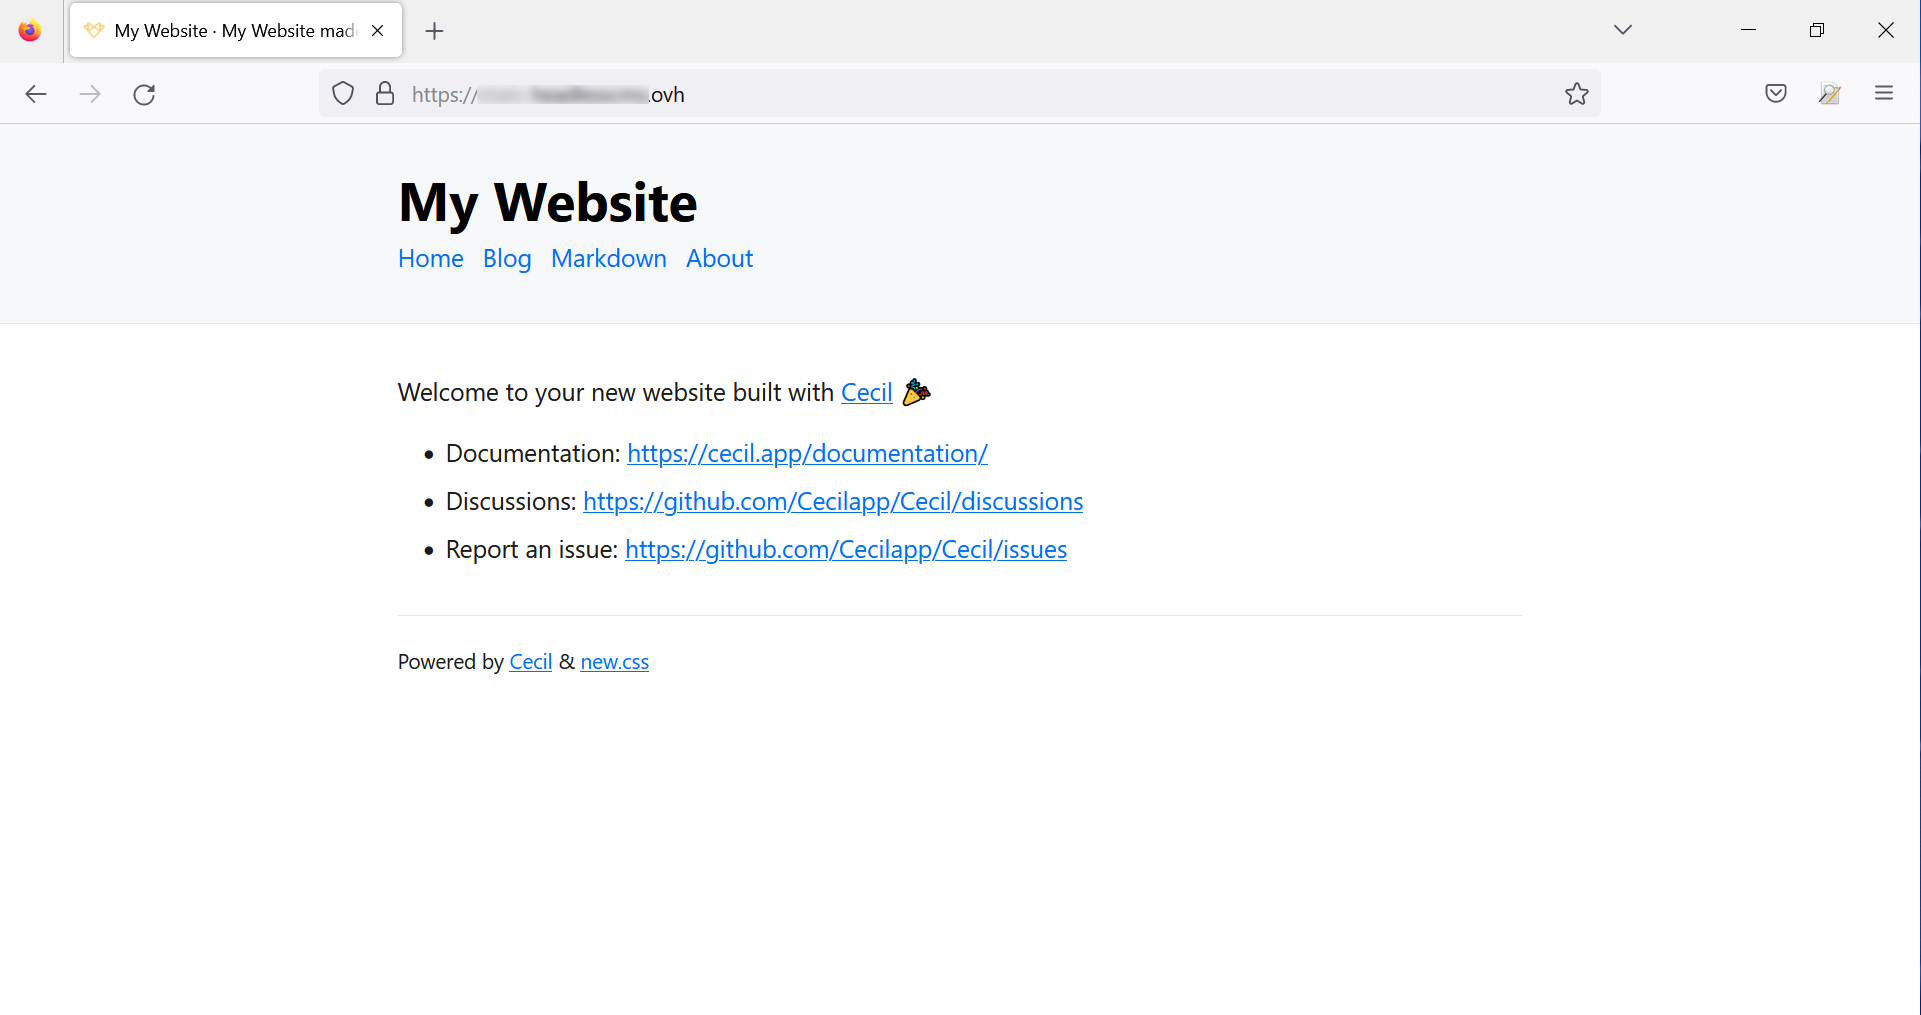 My Website · My Website mad
https://.ovh
My Website
Home Blog Markdown About
Welcome to your new website built with Cecil 🎉
Documentation: https://cecil.app/documentation/
Discussions: https://github.com/Cecilapp/Cecil/discussions
Report an issue: https://github.com/Cecilapp/Cecil/issues
Powered by Cecil & new.css